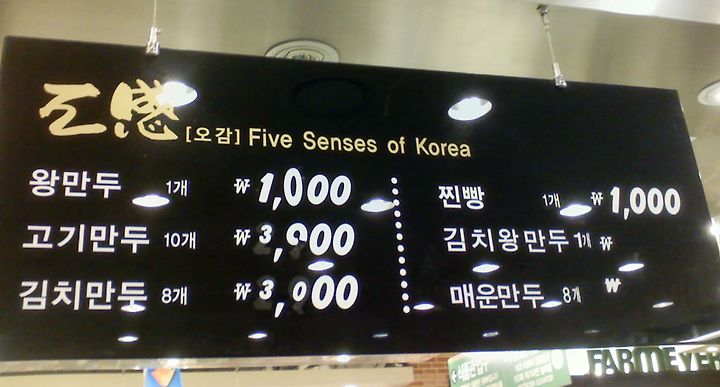 五感 [오감] Five Senses of Korea
왕만두 1개 ₩ 1,000
고기만두 10개 ₩ 3,000
김치만두 8개 ₩ 3,000
찐빵 1개 ₩ 1,000
김치왕만두 1개 ₩
매운만두 8개 ₩
FARMEYER